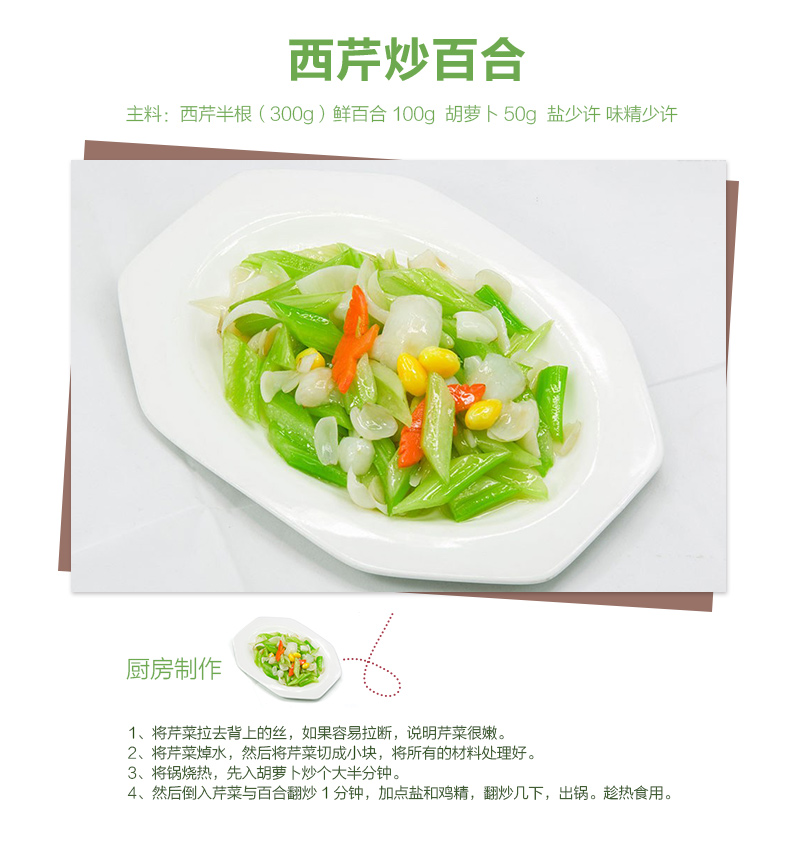 西芹炒百合
主料：西芹半根（300g）鲜百合 100g 胡萝卜 50g 盐少许 味精少许
厨房制作
1、将芹菜拉去背上的丝，如果容易拉断，说明芹菜很嫩。
2、将芹菜焯水，然后将芹菜切成小块，将所有的材料处理好。
3、将锅烧热，先入胡萝卜炒个大半分钟。
4、然后倒入芹菜与百合翻炒 1 分钟，加点盐和鸡精，翻炒几下，出锅。趁热食用。